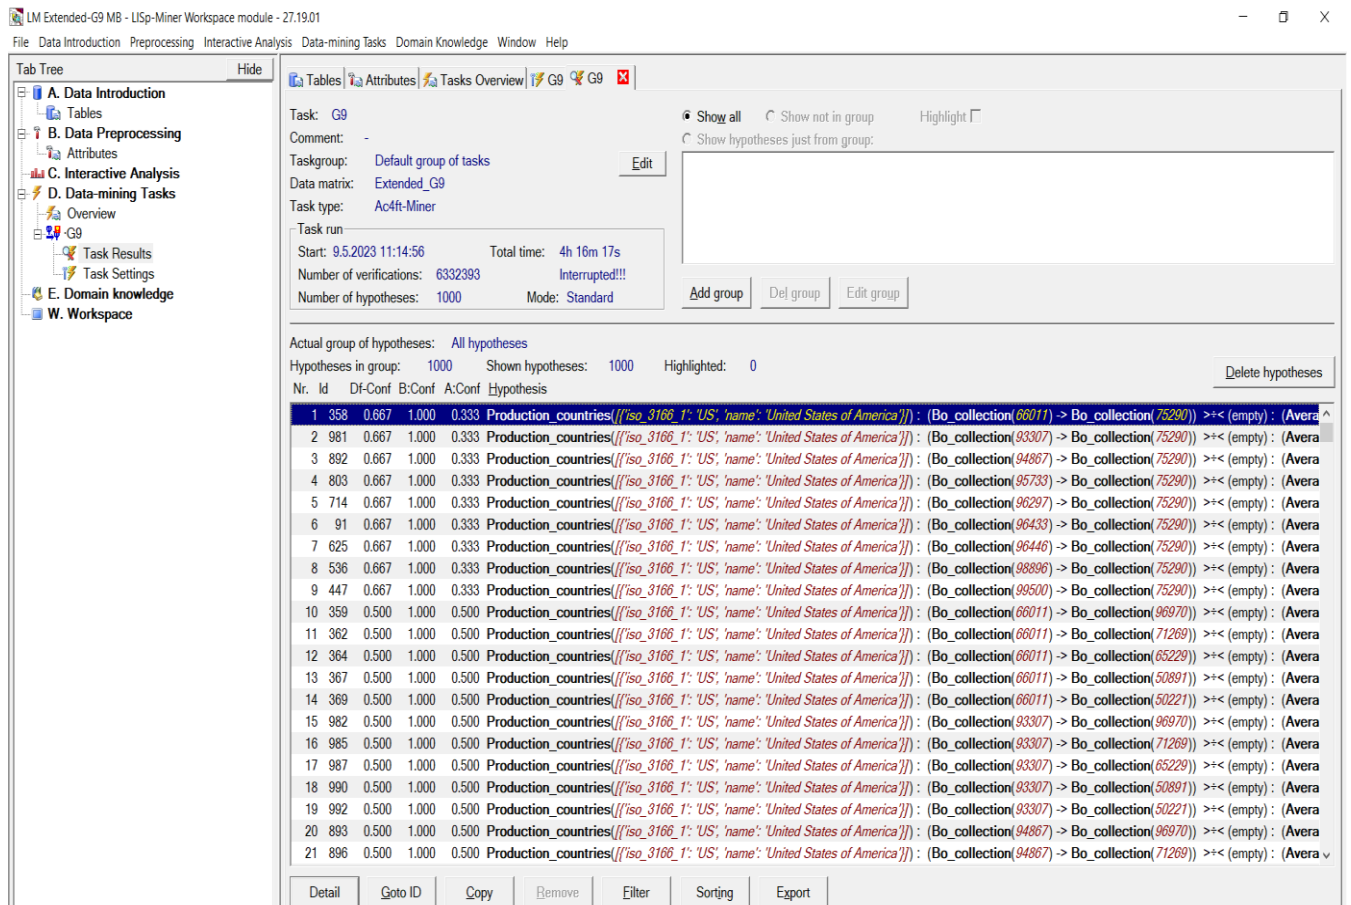 LM Extended-G9 MB - LISp-Miner Workspace module - 27.19.01
File Data Introduction Preprocessing Interactive Analysis Data-mining Tasks Domain Knowledge Window Help
Tab Tree
Hide
A. Data Introduction
Tables
B. Data Preprocessing
Attributes
C. Interactive Analysis
D. Data-mining Tasks
Overview
G9
Task Results
Task Settings
E. Domain knowledge
W. Workspace
Tables Attributes Tasks Overview G9 G9
Task: G9
Comment: -
Taskgroup: Default group of tasks
Edit
Data matrix: Extended_G9
Task type: Ac4ft-Miner
Task run
Start: 9.5.2023 11:14:56 Total time: 4h 16m 17s
Number of verifications: 6332393 Interrupted!!!
Number of hypotheses: 1000 Mode: Standard
Show all Show not in group Highlight
Show hypotheses just from group:
Add group Del group Edit group
Actual group of hypotheses: All hypotheses
Hypotheses in group: 1000 Shown hypotheses: 1000 Highlighted: 0
Delete hypotheses
Nr. Id Df-Conf B:Conf A:Conf Hypothesis
1 358 0.667 1.000 0.333 Production_countries([{'iso_3166_1': 'US', 'name': 'United States of America'}]) : (Bo_collection(66011) -> Bo_collection(75290)) >÷< (empty) : (Avera
2 981 0.667 1.000 0.333 Production_countries([{'iso_3166_1': 'US', 'name': 'United States of America'}]) : (Bo_collection(93307) -> Bo_collection(75290)) >÷< (empty) : (Avera
3 892 0.667 1.000 0.333 Production_countries([{'iso_3166_1': 'US', 'name': 'United States of America'}]) : (Bo_collection(94867) -> Bo_collection(75290)) >÷< (empty) : (Avera
4 803 0.667 1.000 0.333 Production_countries([{'iso_3166_1': 'US', 'name': 'United States of America'}]) : (Bo_collection(95733) -> Bo_collection(75290)) >÷< (empty) : (Avera
5 714 0.667 1.000 0.333 Production_countries([{'iso_3166_1': 'US', 'name': 'United States of America'}]) : (Bo_collection(96297) -> Bo_collection(75290)) >÷< (empty) : (Avera
6 91 0.667 1.000 0.333 Production_countries([{'iso_3166_1': 'US', 'name': 'United States of America'}]) : (Bo_collection(96433) -> Bo_collection(75290)) >÷< (empty) : (Avera
7 625 0.667 1.000 0.333 Production_countries([{'iso_3166_1': 'US', 'name': 'United States of America'}]) : (Bo_collection(96446) -> Bo_collection(75290)) >÷< (empty) : (Avera
8 536 0.667 1.000 0.333 Production_countries([{'iso_3166_1': 'US', 'name': 'United States of America'}]) : (Bo_collection(98896) -> Bo_collection(75290)) >÷< (empty) : (Avera
9 447 0.667 1.000 0.333 Production_countries([{'iso_3166_1': 'US', 'name': 'United States of America'}]) : (Bo_collection(99500) -> Bo_collection(75290)) >÷< (empty) : (Avera
10 359 0.500 1.000 0.500 Production_countries([{'iso_3166_1': 'US', 'name': 'United States of America'}]) : (Bo_collection(66011) -> Bo_collection(96970)) >÷< (empty) : (Avera
11 362 0.500 1.000 0.500 Production_countries([{'iso_3166_1': 'US', 'name': 'United States of America'}]) : (Bo_collection(66011) -> Bo_collection(71269)) >÷< (empty) : (Avera
12 364 0.500 1.000 0.500 Production_countries([{'iso_3166_1': 'US', 'name': 'United States of America'}]) : (Bo_collection(66011) -> Bo_collection(65229)) >÷< (empty) : (Avera
13 367 0.500 1.000 0.500 Production_countries([{'iso_3166_1': 'US', 'name': 'United States of America'}]) : (Bo_collection(66011) -> Bo_collection(50891)) >÷< (empty) : (Avera
14 369 0.500 1.000 0.500 Production_countries([{'iso_3166_1': 'US', 'name': 'United States of America'}]) : (Bo_collection(66011) -> Bo_collection(50221)) >÷< (empty) : (Avera
15 982 0.500 1.000 0.500 Production_countries([{'iso_3166_1': 'US', 'name': 'United States of America'}]) : (Bo_collection(93307) -> Bo_collection(96970)) >÷< (empty) : (Avera
16 985 0.500 1.000 0.500 Production_countries([{'iso_3166_1': 'US', 'name': 'United States of America'}]) : (Bo_collection(93307) -> Bo_collection(71269)) >÷< (empty) : (Avera
17 987 0.500 1.000 0.500 Production_countries([{'iso_3166_1': 'US', 'name': 'United States of America'}]) : (Bo_collection(93307) -> Bo_collection(65229)) >÷< (empty) : (Avera
18 990 0.500 1.000 0.500 Production_countries([{'iso_3166_1': 'US', 'name': 'United States of America'}]) : (Bo_collection(93307) -> Bo_collection(50891)) >÷< (empty) : (Avera
19 992 0.500 1.000 0.500 Production_countries([{'iso_3166_1': 'US', 'name': 'United States of America'}]) : (Bo_collection(93307) -> Bo_collection(50221)) >÷< (empty) : (Avera
20 893 0.500 1.000 0.500 Production_countries([{'iso_3166_1': 'US', 'name': 'United States of America'}]) : (Bo_collection(94867) -> Bo_collection(96970)) >÷< (empty) : (Avera
21 896 0.500 1.000 0.500 Production_countries([{'iso_3166_1': 'US', 'name': 'United States of America'}]) : (Bo_collection(94867) -> Bo_collection(71269)) >÷< (empty) : (Avera
Detail Goto ID Copy Remove Filter Sorting Export